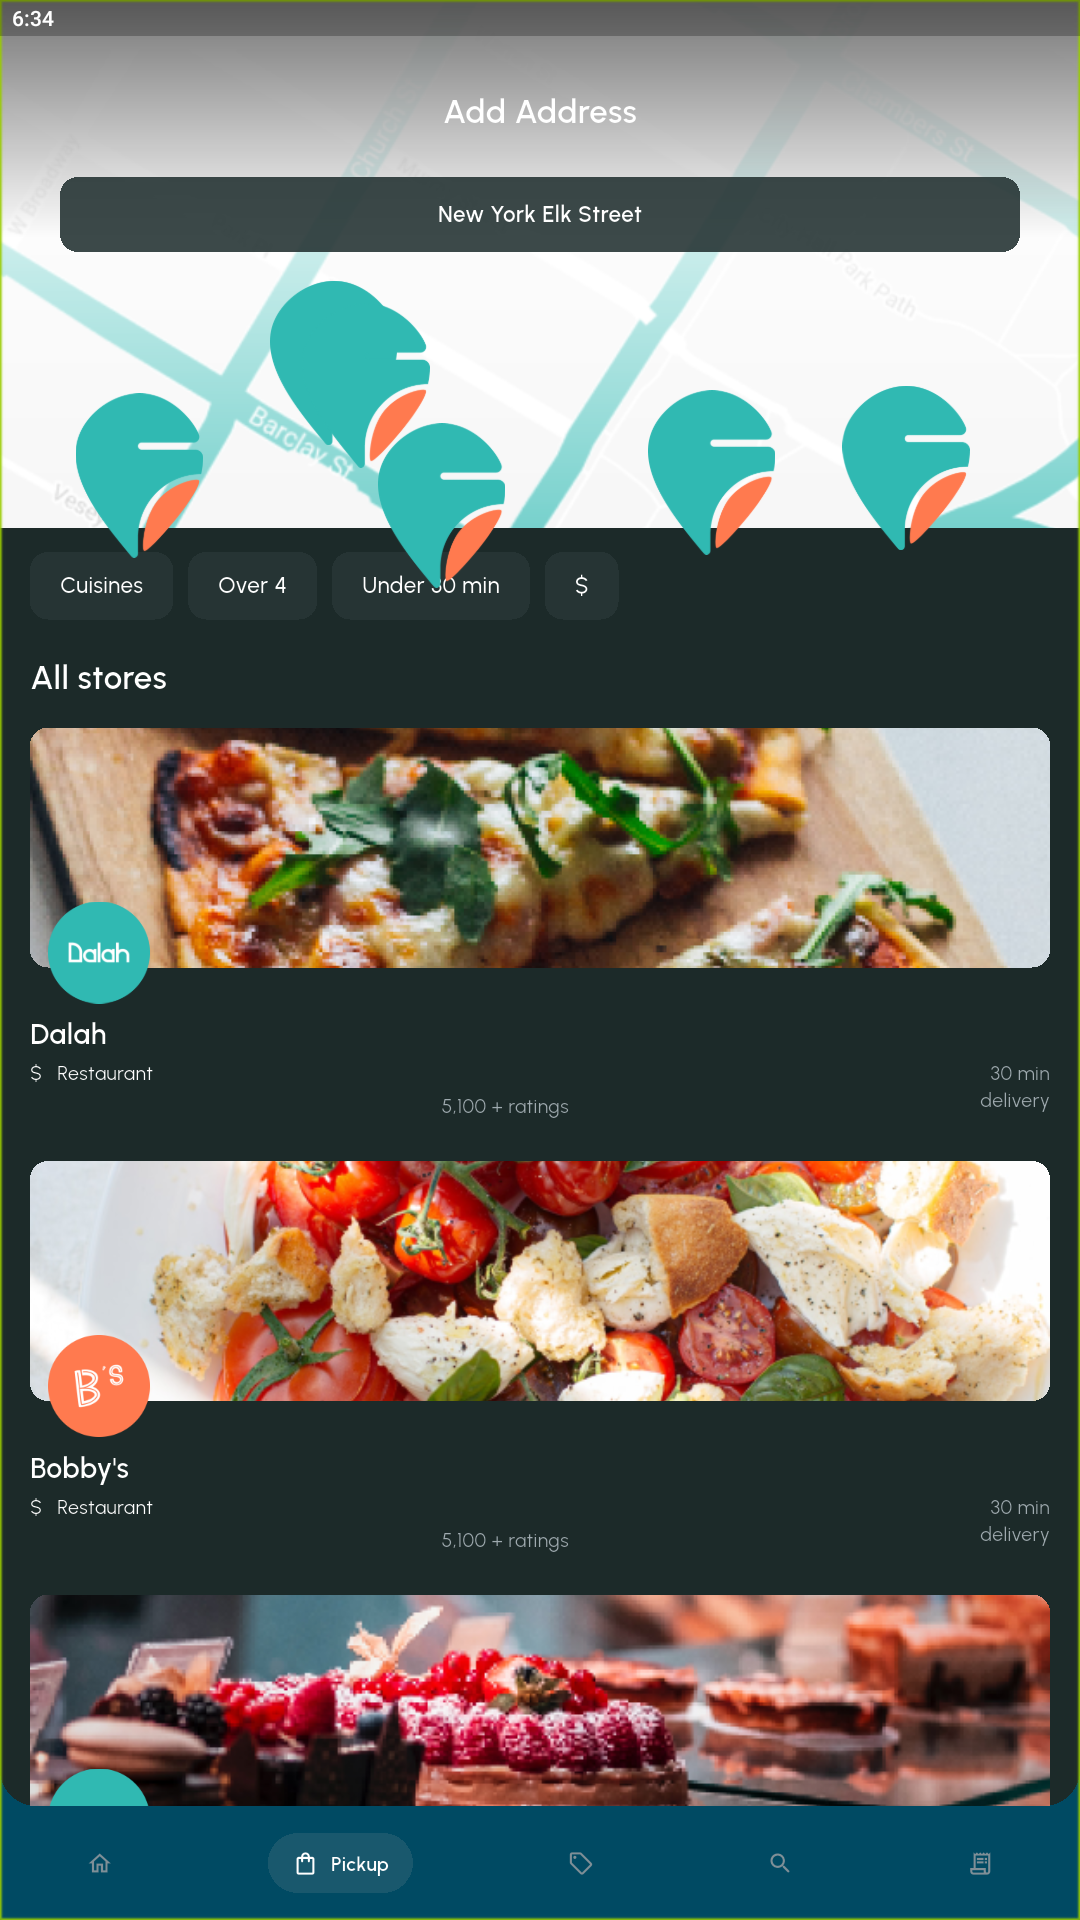 6:34
Add Address
Church
Chambers St
W Broadway
New York Elk Street
Park Path
Barclay St
Vesey
Cuisines
Over 4
Under 30 min
$
All stores
Dalah
Dalah
$ Restaurant
30 min
5,100 + ratings
delivery
B's
Bobby's
$ Restaurant
30 min
5,100 + ratings
delivery
Pickup